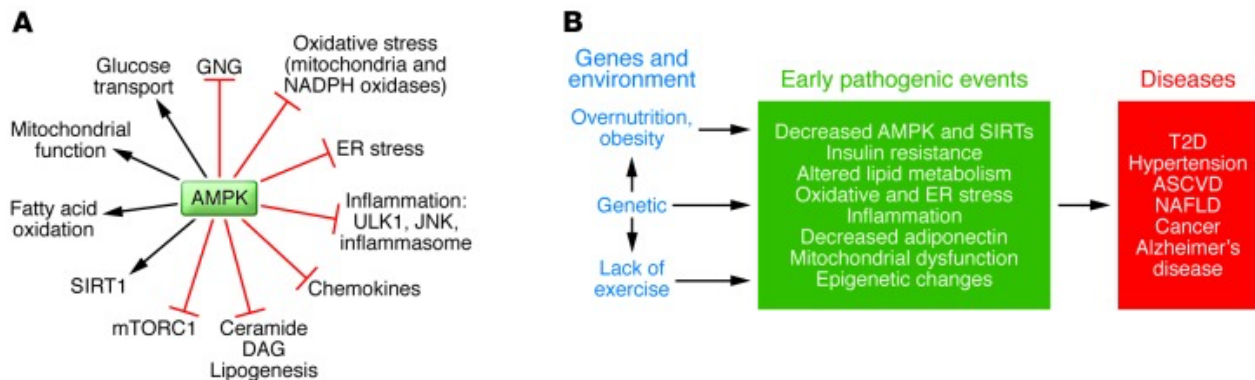 A
Oxidative stress
(mitochondria and
NADPH oxidases)
GNG
Glucose
transport
Mitochondrial
function
ER stress
AMPK
Fatty acid
oxidation
Inflammation:
ULK1, JNK,
inflammasome
SIRT1
Chemokines
mTORC1
Ceramide
DAG
Lipogenesis
B
Genes and
environment
Overnutrition,
obesity
Genetic
Lack of
exercise
Early pathogenic events
Decreased AMPK and SIRTs
Insulin resistance
Altered lipid metabolism
Oxidative and ER stress
Inflammation
Decreased adiponectin
Mitochondrial dysfunction
Epigenetic changes
Diseases
T2D
Hypertension
ASCVD
NAFLD
Cancer
Alzheimer's
disease